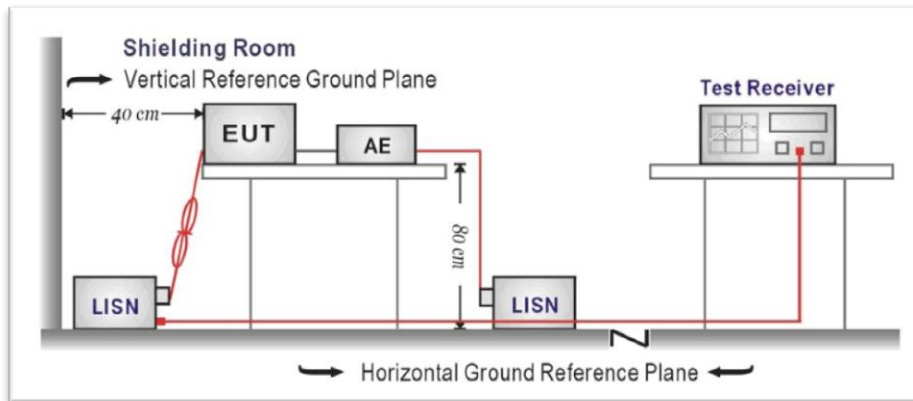 Shielding Room
Vertical Reference Ground Plane
Test Receiver
40 cm
EUT
AE
80 cm
LISN
LISN
Horizontal Ground Reference Plane